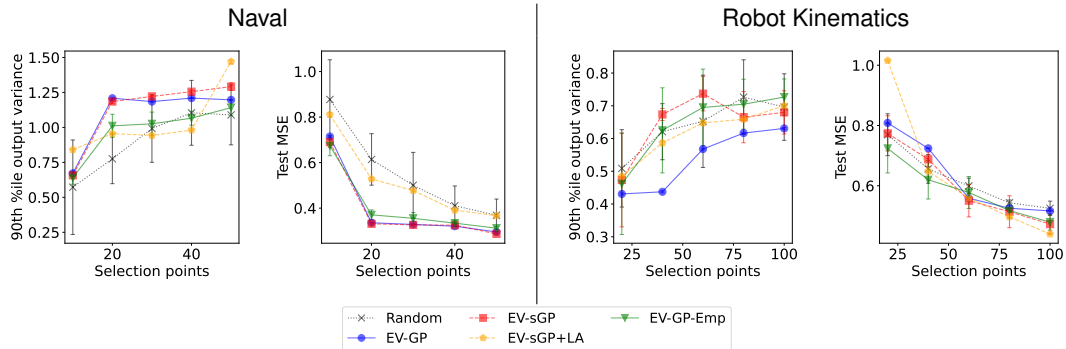 Naval
Robot Kinematics
90th %ile output variance
1.50
1.25
1.00
0.75
0.50
0.25
20
40
Selection points
Test MSE
1.0
0.8
0.6
0.4
20
40
Selection points
90th %ile output variance
0.8
0.7
0.6
0.5
0.4
0.3
25
50
75
100
Selection points
Test MSE
1.0
0.8
0.6
25
50
75
100
Selection points
Random
EV-GP
EV-sGP
EV-sGP+LA
EV-GP-Emp